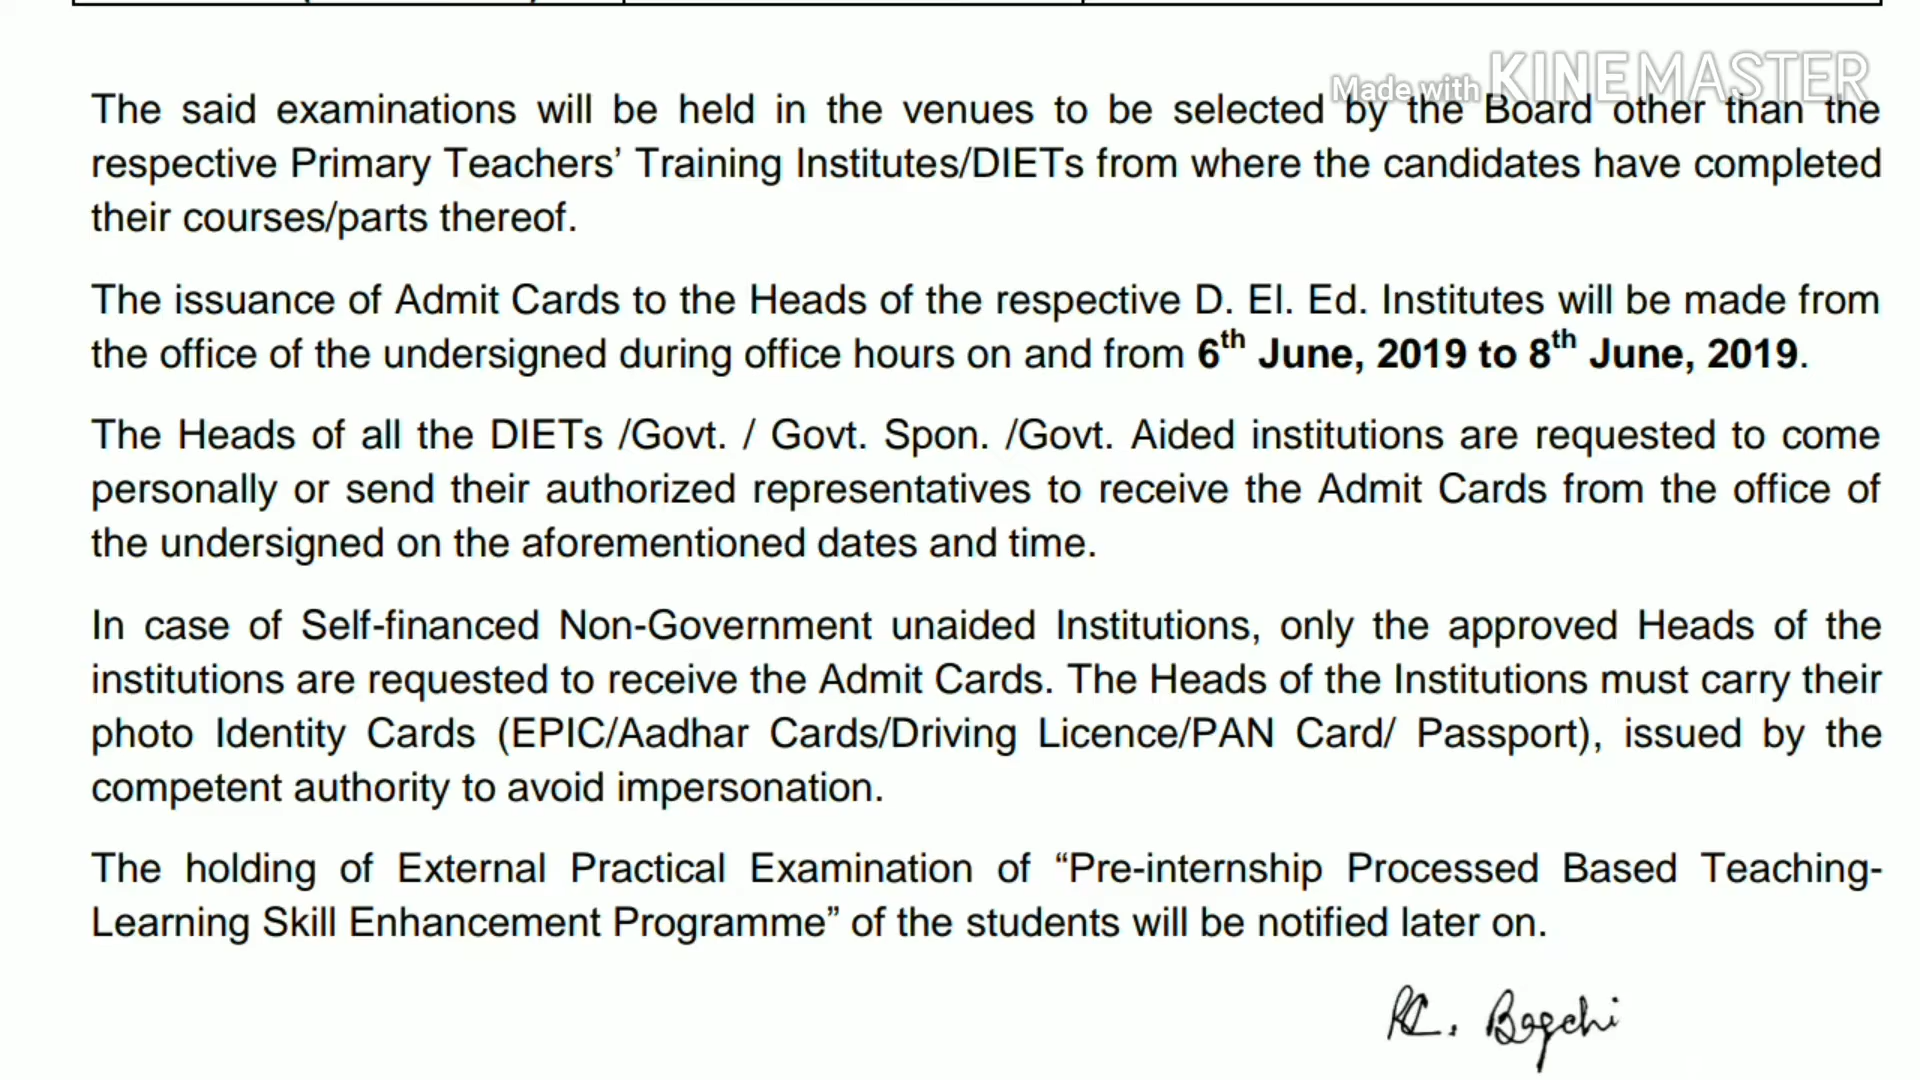 Made with KINEMASTER
The said examinations will be held in the venues to be selected by the Board other than the
respective Primary Teachers’ Training Institutes/DIETs from where the candidates have completed
their courses/parts thereof.
The issuance of Admit Cards to the Heads of the respective D. El. Ed. Institutes will be made from
the office of the undersigned during office hours on and from 6th June, 2019 to 8th June, 2019.
The Heads of all the DIETs /Govt. / Govt. Spon. /Govt. Aided institutions are requested to come
personally or send their authorized representatives to receive the Admit Cards from the office of
the undersigned on the aforementioned dates and time.
In case of Self-financed Non-Government unaided Institutions, only the approved Heads of the
institutions are requested to receive the Admit Cards. The Heads of the Institutions must carry their
photo Identity Cards (EPIC/Aadhar Cards/Driving Licence/PAN Card/ Passport), issued by the
competent authority to avoid impersonation.
The holding of External Practical Examination of “Pre-internship Processed Based Teaching-
Learning Skill Enhancement Programme” of the students will be notified later on.
Bagchi